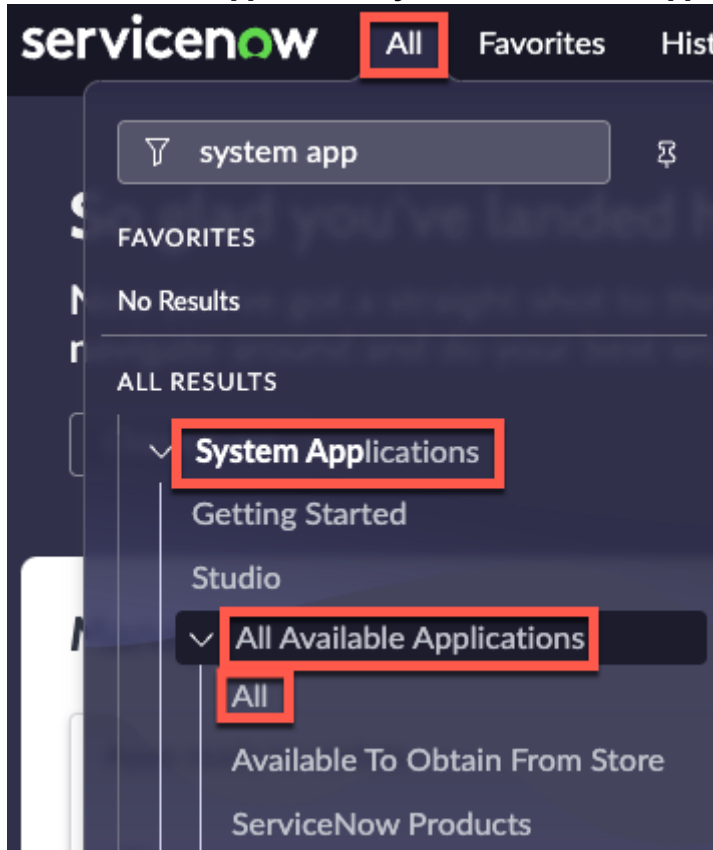 servicenow All Favorites Hist
system app
FAVORITES
No Results
ALL RESULTS
System Applications
Getting Started
Studio
All Available Applications
All
Available To Obtain From Store
ServiceNow Products